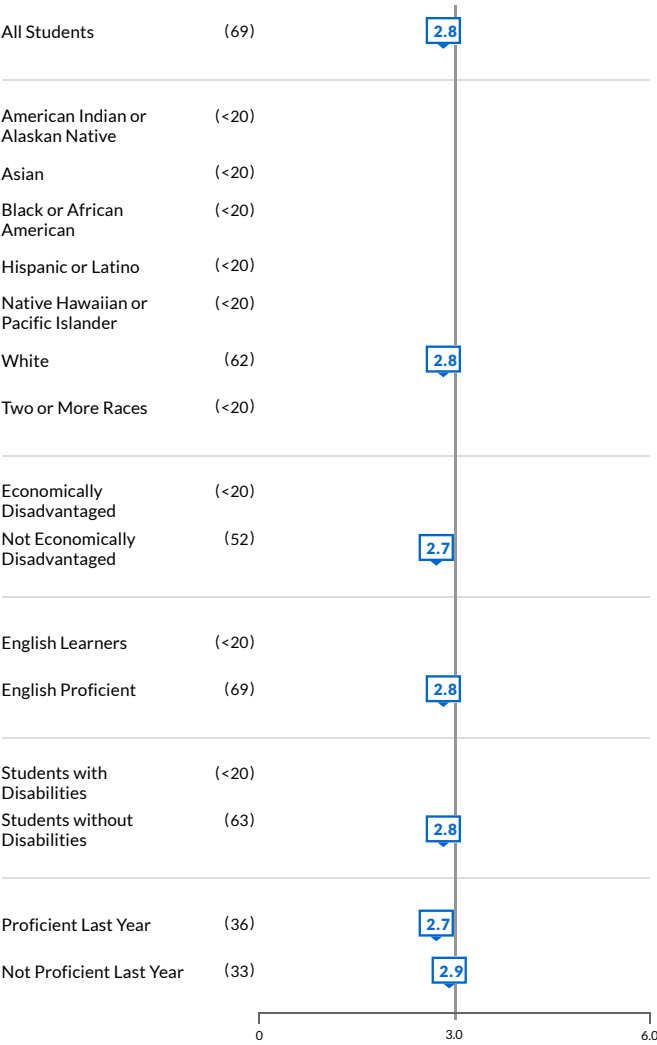 All Students (69) 2.8
American Indian or (<20)
Alaskan Native
Asian (<20)
Black or African (<20)
American
Hispanic or Latino (<20)
Native Hawaiian or (<20)
Pacific Islander
White (62) 2.8
Two or More Races (<20)
Economically (<20)
Disadvantaged
Not Economically (52) 2.7
Disadvantaged
English Learners (<20)
English Proficient (69) 2.8
Students with (<20)
Disabilities
Students without (63) 2.8
Disabilities
Proficient Last Year (36) 2.7
Not Proficient Last Year (33) 2.9
0 3.0 6.0